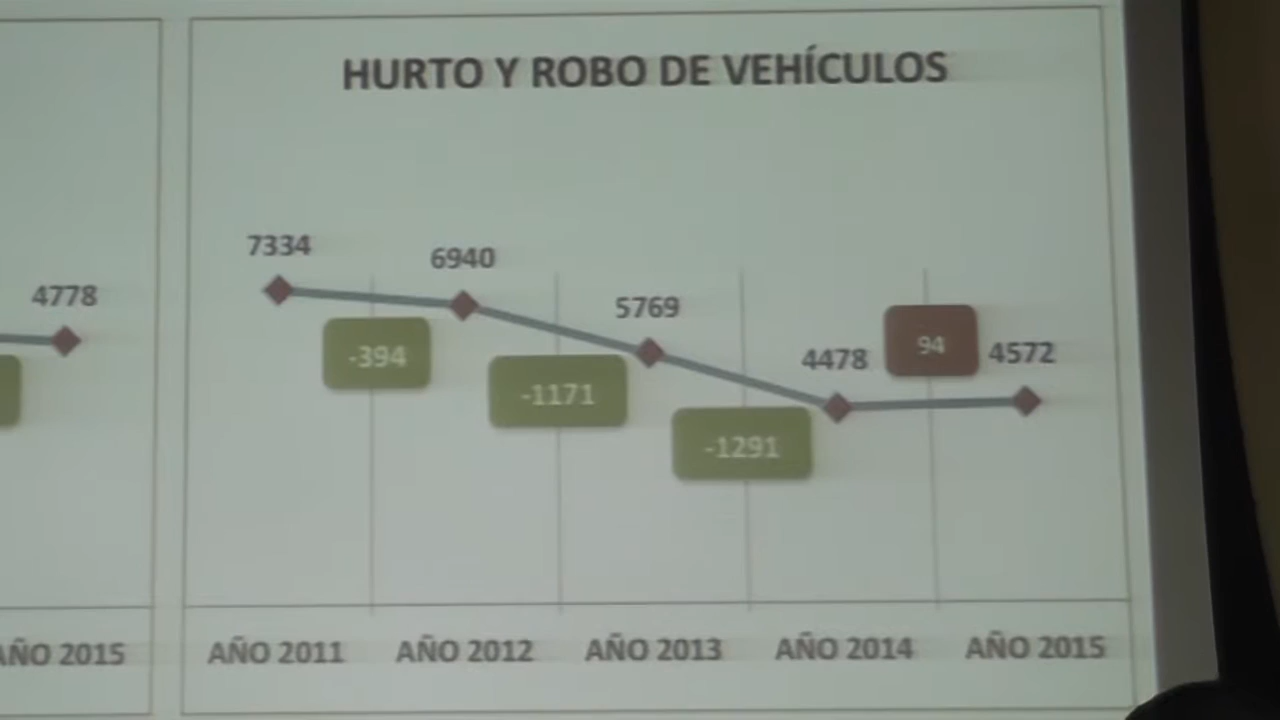 HURTO Y ROBO DE VEHÍCULOS
7334
6940
5769
4478
4572
-394
-1171
-1291
94
AÑO 2011
AÑO 2012
AÑO 2013
AÑO 2014
AÑO 2015
4778
AÑO 2015